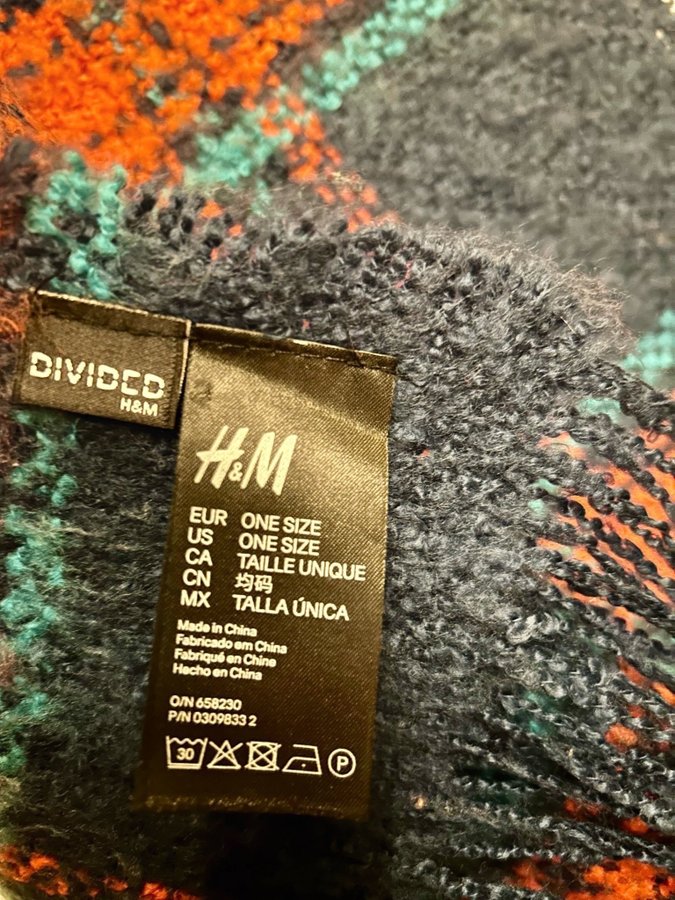 DIVIDED
H&M
H&M
EUR ONE SIZE
US ONE SIZE
CA TAILLE UNIQUE
CN 均码
MX TALLA ÚNICA
Made in China
Fabricado em China
Fabriqué en Chine
Hecho en China
O/N 658230
P/N 0309833 2
30
P